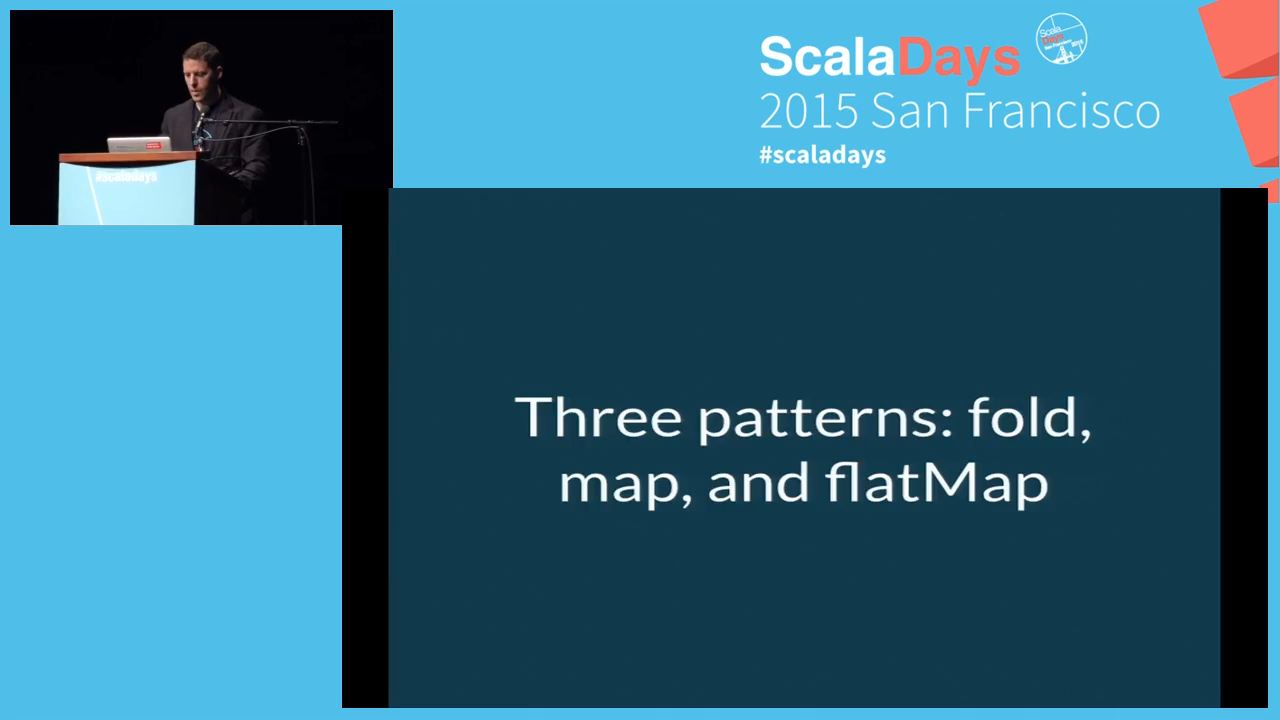 ScalaDays
2015 San Francisco
#scaladays
#scaladays
Three patterns: fold,
map, and flatMap